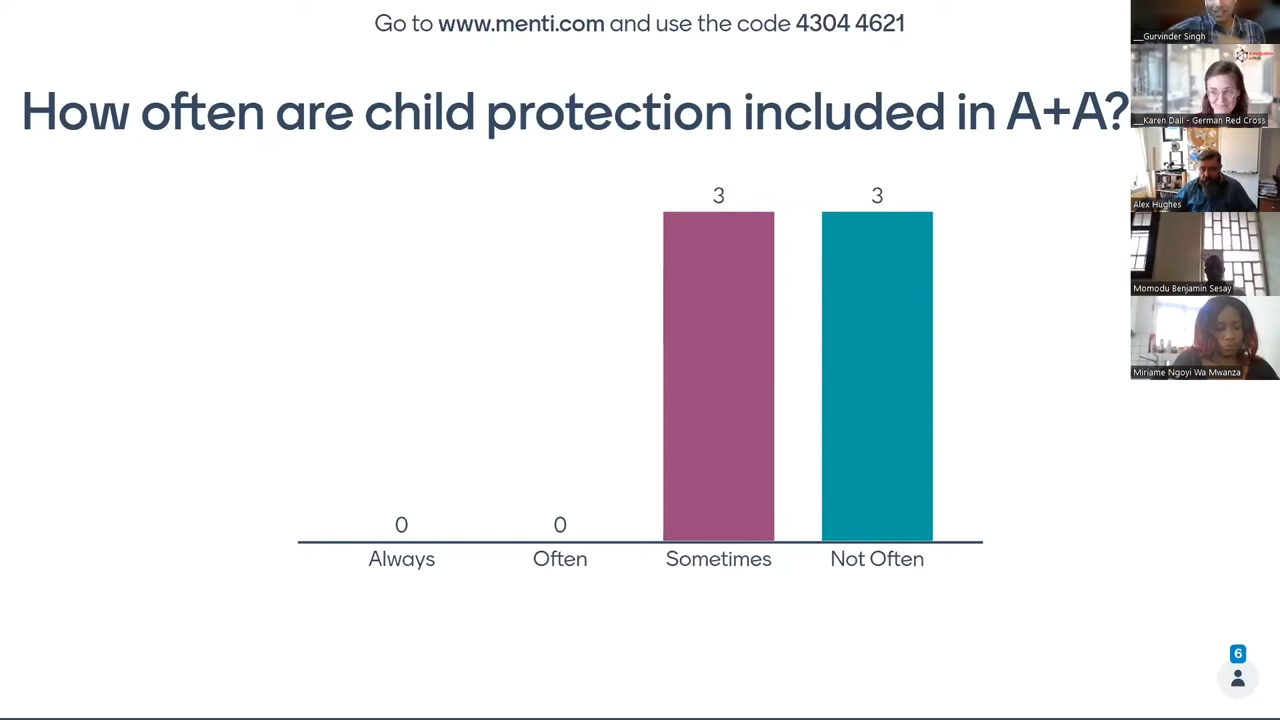 Go to www.menti.com and use the code 4304 4621
How often are child protection included in A+A?
3
3
0
0
Always
Often
Sometimes
Not Often
6
__Gurvinder Singh
__Karen Dall - German Red Cross
Alex Hughes
Momodu Benjamin Sesay
Miriame Ngoyi Wa Mwanza